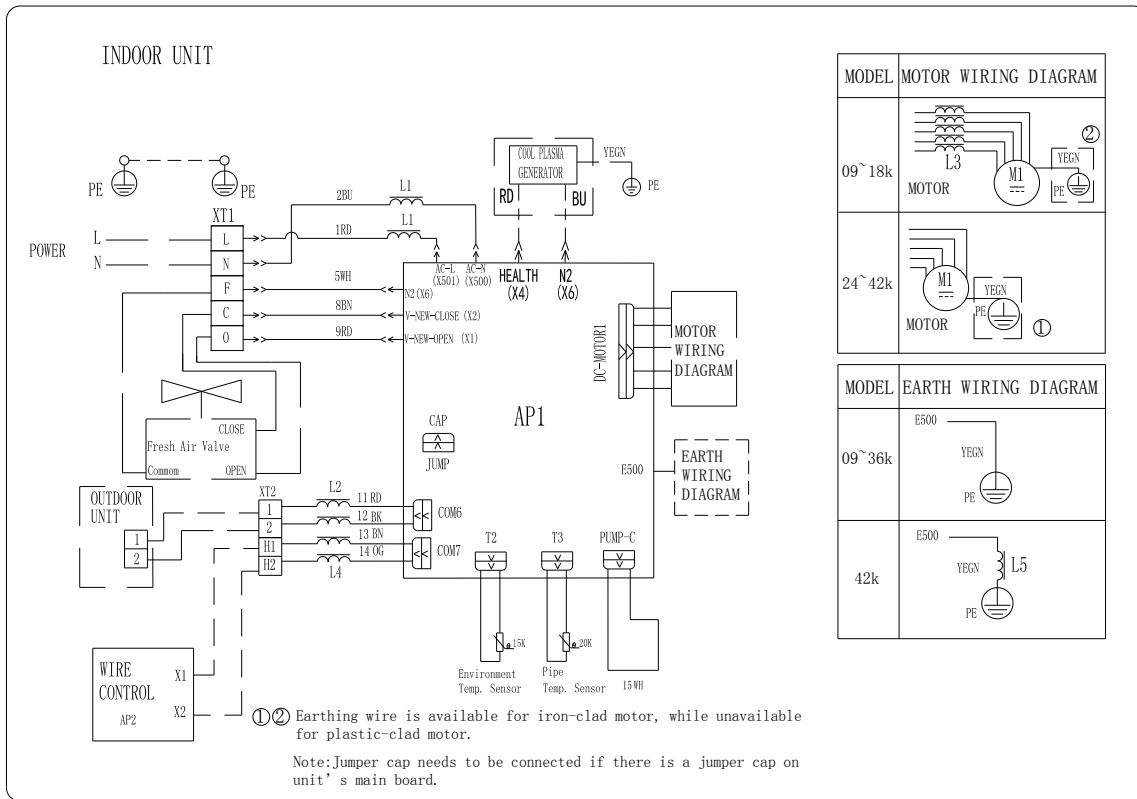 INDOOR UNIT
PE
PE
XT1
POWER
L
N
L
N
F
C
O
2BU
L1
1RD
L1
5WH
8BN
9RD
COOL PLASMA
GENERATOR
YEGN
PE
RD
BU
AC-L
(X501)
AC-N
(X500)
HEALTH
(X4)
N2
(X6)
N2(X6)
V-NEW-CLOSE (X2)
V-NEW-OPEN (X1)
DC-MOTOR1
MOTOR
WIRING
DIAGRAM
AP1
CAP
JUMP
E500
EARTH
WIRING
DIAGRAM
CLOSE
Fresh Air Valve
Commom
OPEN
OUTDOOR
UNIT
1
2
XT2
1
2
H1
H2
L2
11 RD
12 BK
13 BN
14 OG
L4
COM6
COM7
T2
T3
PUMP-C
15K
20K
Environment
Temp. Sensor
Pipe
Temp. Sensor
15WH
WIRE
CONTROL
AP2
X1
X2
①② Earthing wire is available for iron-clad motor, while unavailable
for plastic-clad motor.
Note:Jumper cap needs to be connected if there is a jumper cap on
unit's main board.
MODEL MOTOR WIRING DIAGRAM
09~18k
L3
MOTOR
M1
YEGN
PE
②
24~42k
M1
MOTOR
YEGN
PE
①
MODEL EARTH WIRING DIAGRAM
09~36k
E500
YEGN
PE
42k
E500
YEGN
L5
PE